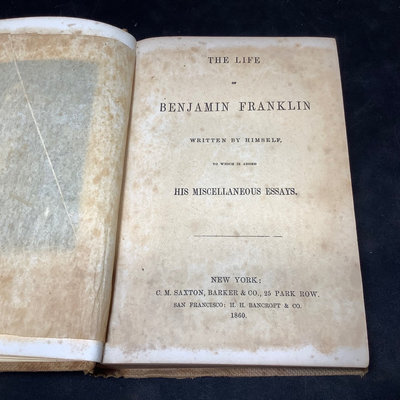 THE LIFE
OF
BENJAMIN FRANKLIN
WRITTEN BY HIMSELF,
TO WHICH IS ADDED
HIS MISCELLANEOUS ESSAYS,
NEW YORK:
C. M. SAXTON, BARKER & CO., 25 PARK ROW.
SAN FRANCISCO: H. H. BANCROFT & CO.
1860.